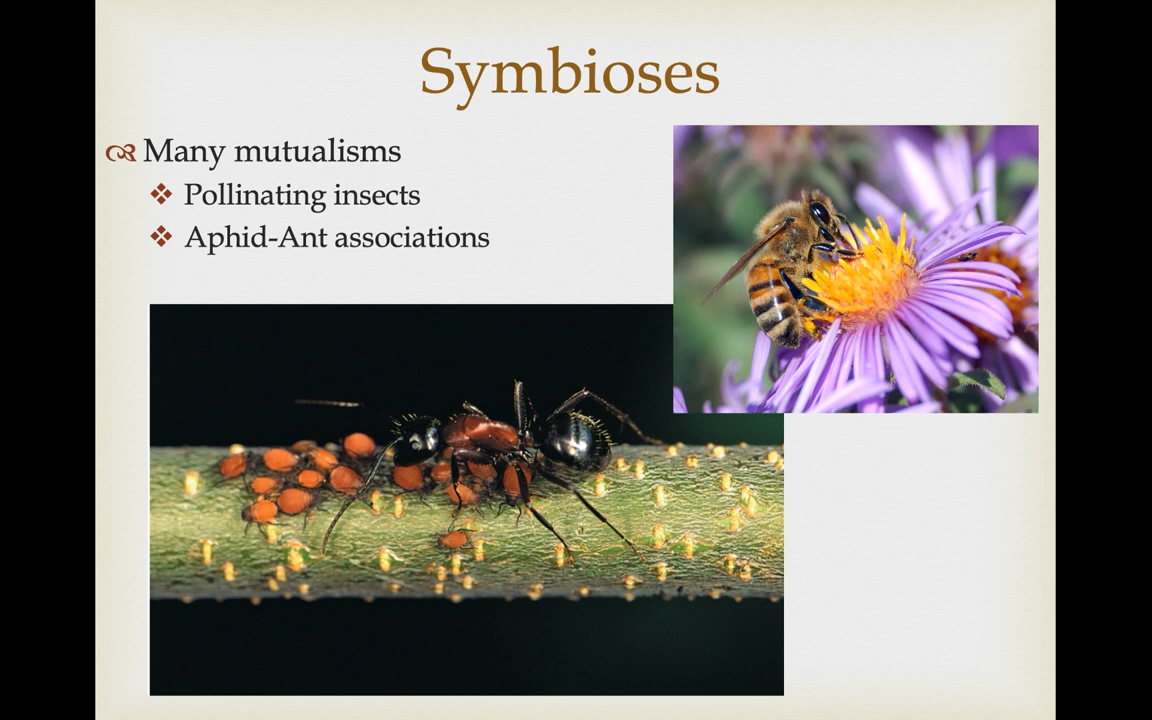 Symbioses
Many mutualisms
Pollinating insects
Aphid-Ant associations